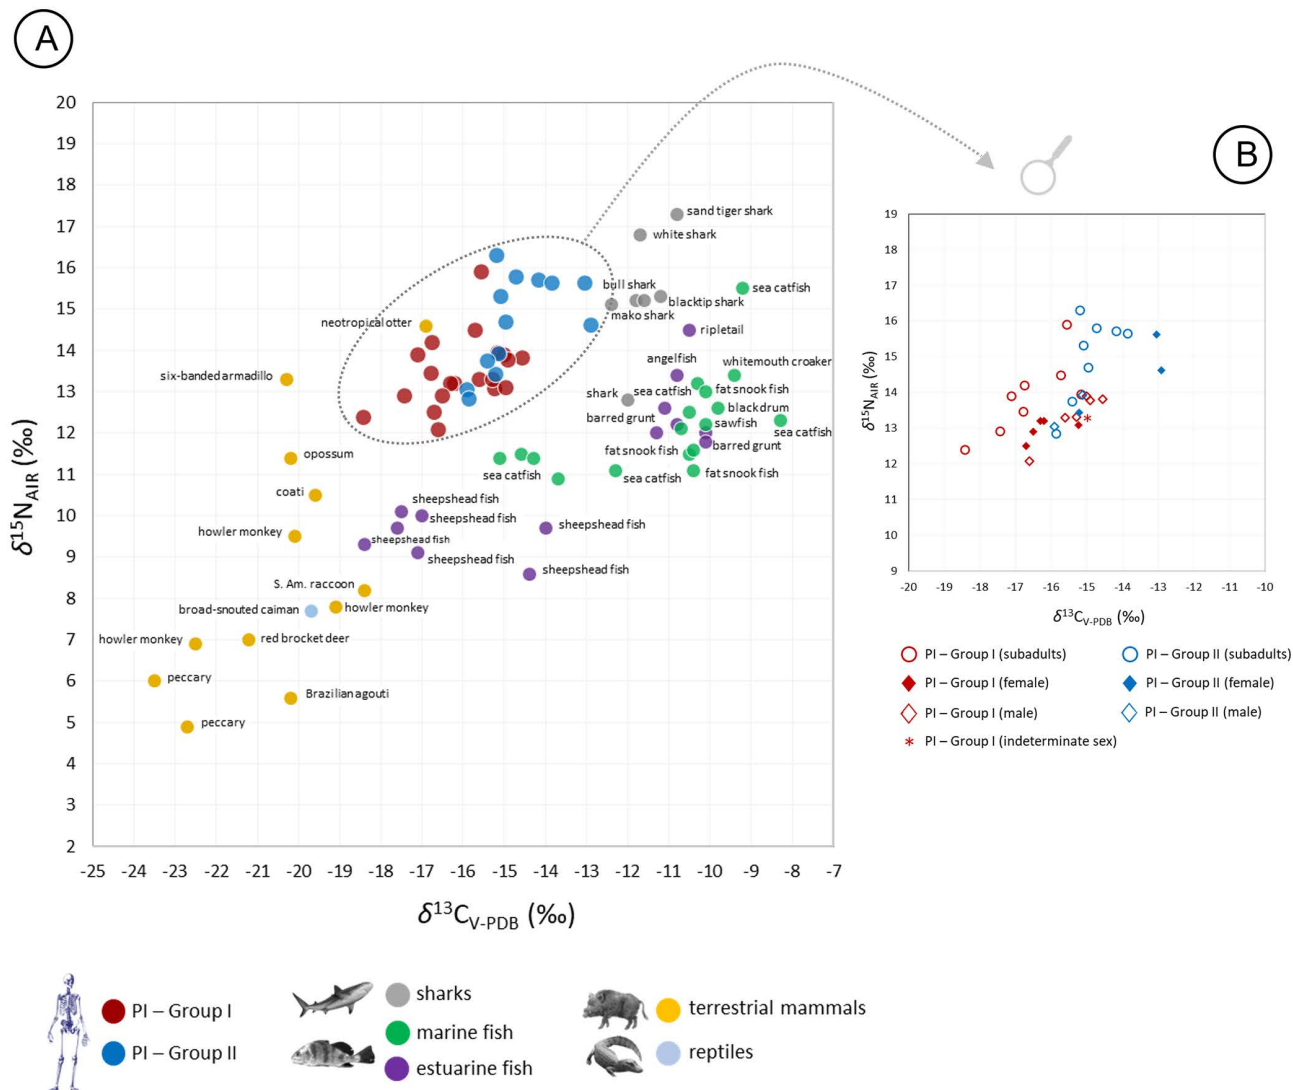 A
B
20
19
18
17
16
15
14
13
12
11
10
9
8
7
6
5
4
3
2
δ15NAIR (‰)
-25 -24 -23 -22 -21 -20 -19 -18 -17 -16 -15 -14 -13 -12 -11 -10 -9 -8 -7
δ13CV-PDB (‰)
sand tiger shark
white shark
bull shark
sea catfish
blacktip shark
mako shark
neotropical otter
ripletail
angelfish
whitemouth croaker
six-banded armadillo
shark
sea catfish
fat snook fish
black drum
barred grunt
sawfish
sea catfish
barred grunt
fat snook fish
opossum
sea catfish
sea catfish
fat snook fish
coati
sheepshead fish
sheepshead fish
sheepshead fish
howler monkey
sheepshead fish
sheepshead fish
sheepshead fish
S. Am. raccoon
broad-snouted caiman
howler monkey
howler monkey
red brocket deer
peccary
Brazilian agouti
peccary
19
18
17
16
15
14
13
12
11
10
9
δ15NAIR (‰)
-20 -19 -18 -17 -16 -15 -14 -13 -12 -11 -10
δ13CV-PDB (‰)
PI – Group I (subadults)
PI – Group II (subadults)
PI – Group I (female)
PI – Group II (female)
PI – Group I (male)
PI – Group II (male)
PI – Group I (indeterminate sex)
PI – Group I
PI – Group II
sharks
marine fish
estuarine fish
terrestrial mammals
reptiles